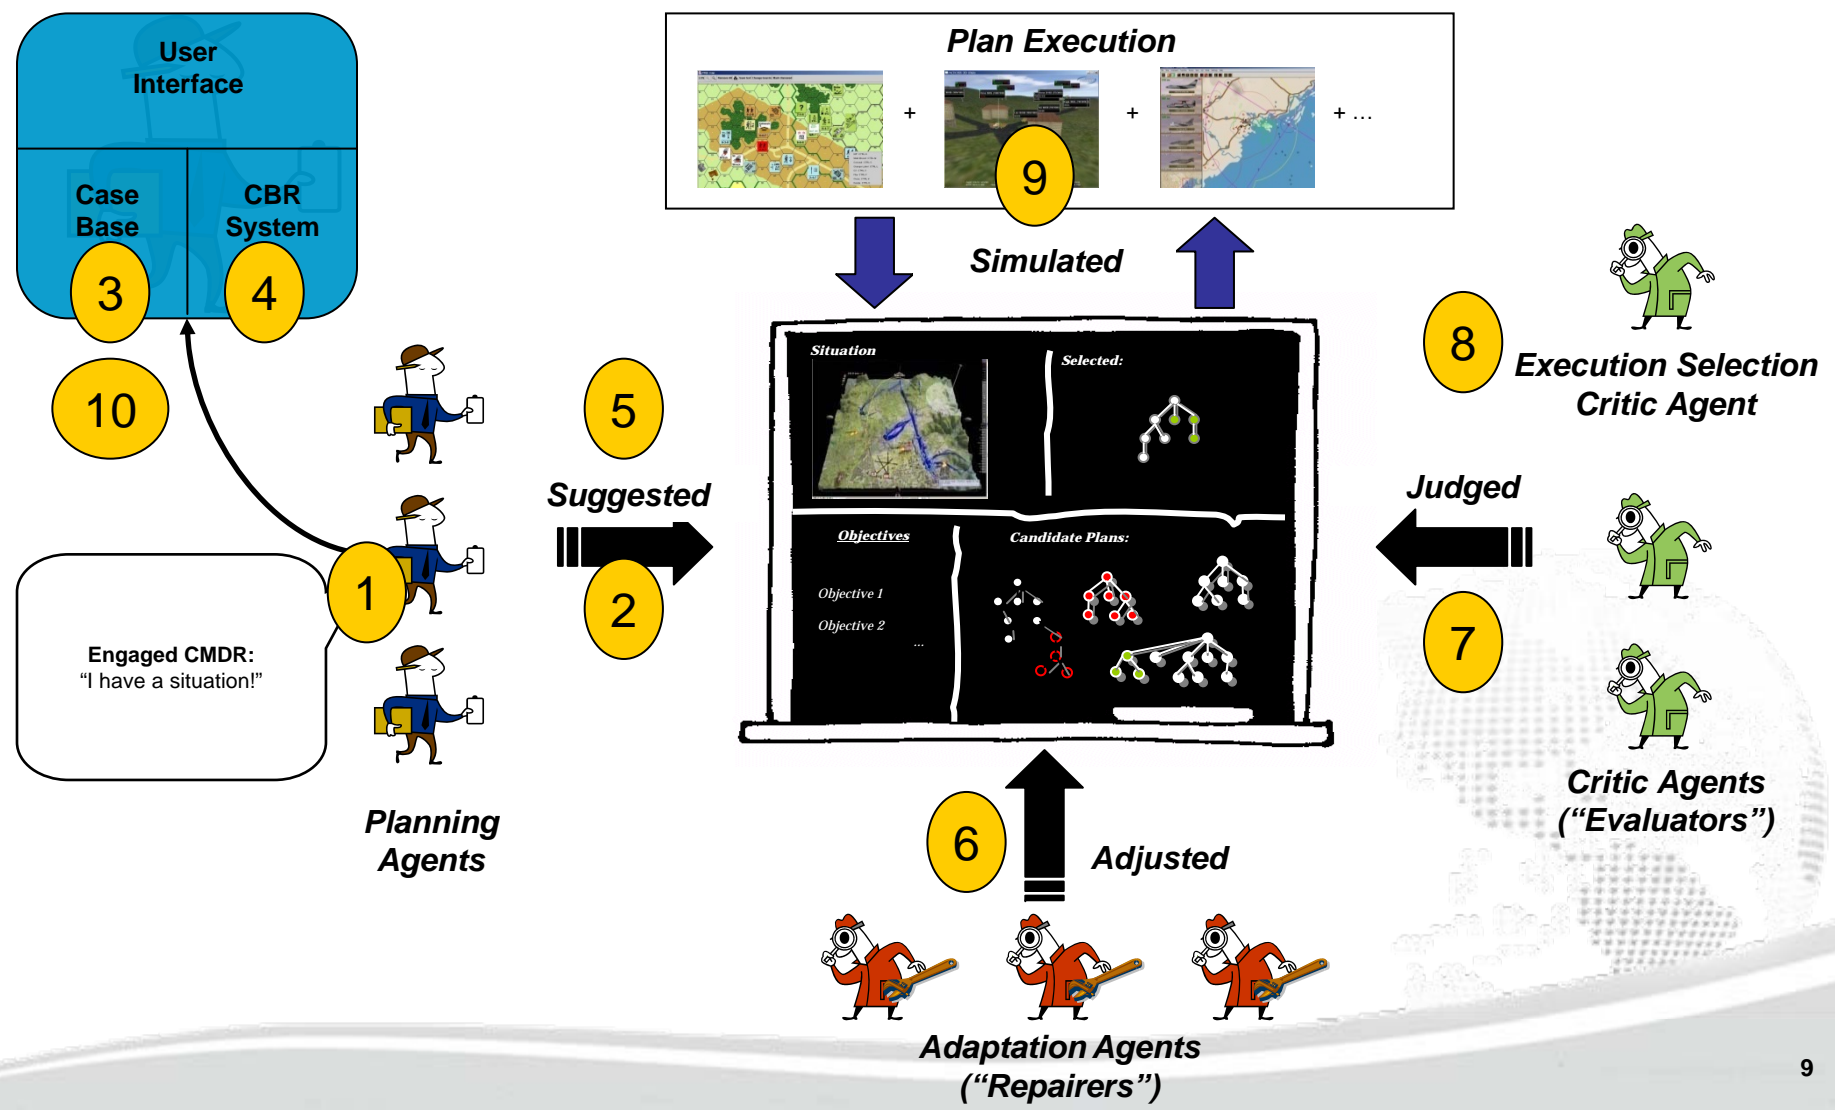 User
Interface
Case
Base
CBR
System
3
4
10
Plan Execution
+
+
+ ...
9
Simulated
8
Execution Selection
Critic Agent
5
Suggested
2
1
Engaged CMDR:
“I have a situation!”
Planning
Agents
Situation
Selected:
Objectives
Objective 1
Objective 2
...
Candidate Plans:
Judged
7
Critic Agents
(“Evaluators”)
6
Adjusted
Adaptation Agents
(“Repairers”)
9